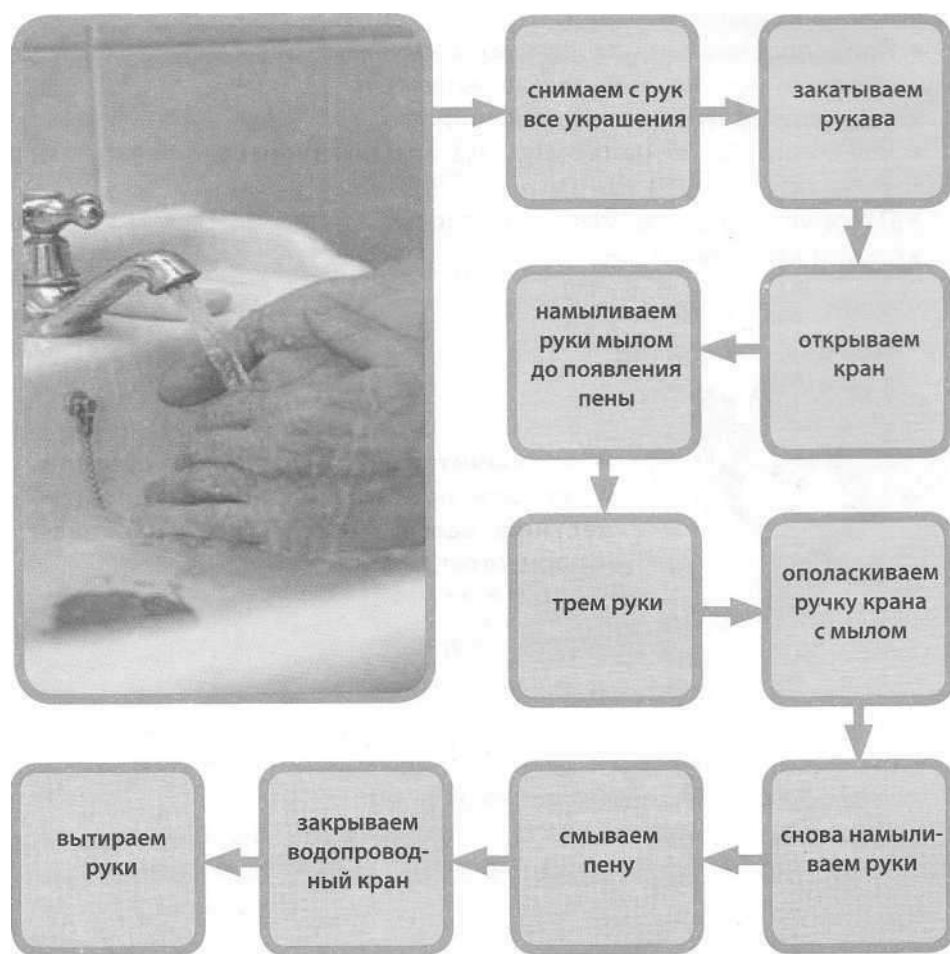 снимаем с рук
все украшения
закатываем
рукава
открываем
кран
намыливаем
руки мылом
до появления
пены
трем руки
ополаскиваем
ручку крана
с мылом
снова намыли-
ваем руки
смываем
пену
закрываем
водопровод-
ный кран
вытираем
руки